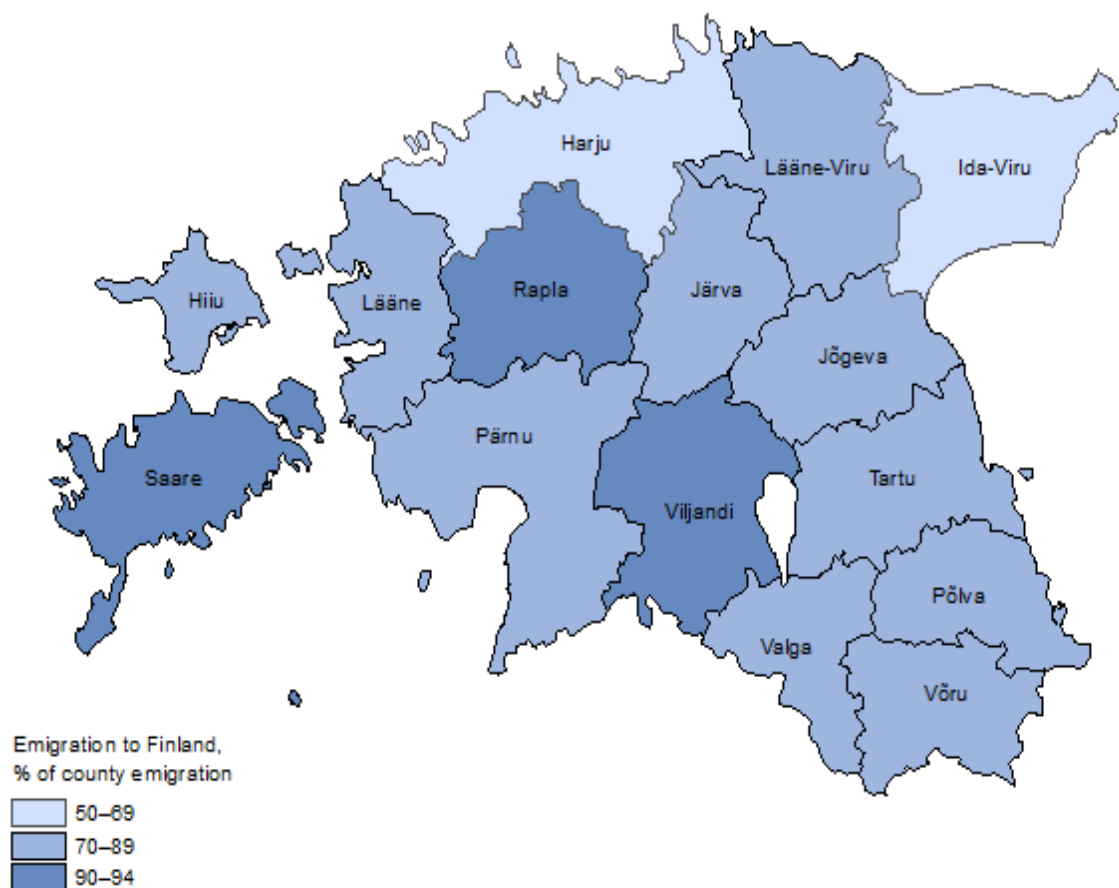 Harju
Lääne-Viru
Ida-Viru
Hiiu
Lääne
Rapla
Järva
Jõgeva
Saare
Pärnu
Viljandi
Tartu
Põlva
Valga
Võru
Emigration to Finland,
% of county emigration
50–69
70–89
90–94